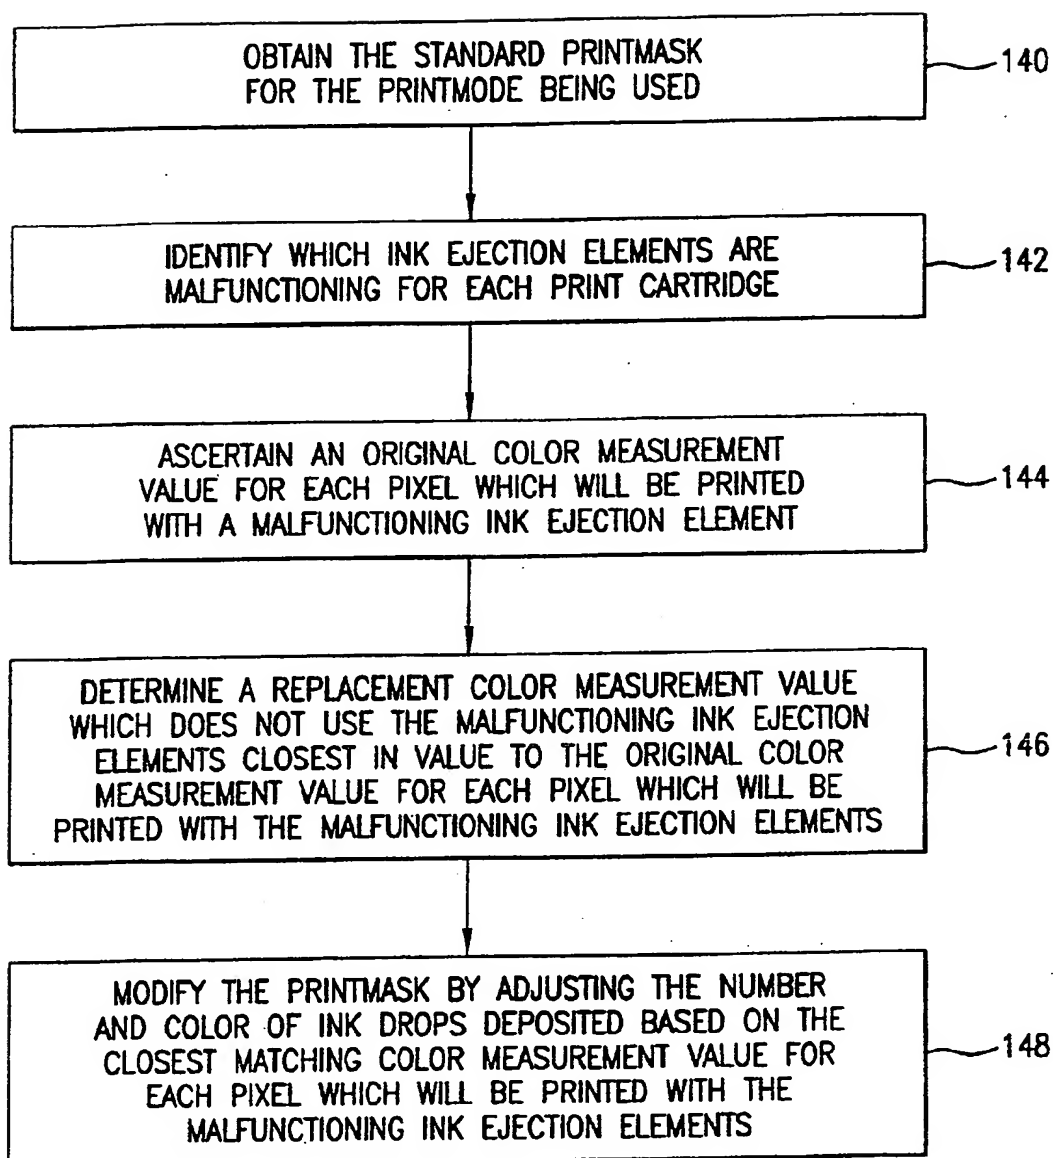 OBTAIN THE STANDARD PRINTMASK
FOR THE PRINTMODE BEING USED
140
IDENTIFY WHICH INK EJECTION ELEMENTS ARE
MALFUNCTIONING FOR EACH PRINT CARTRIDGE
142
ASCERTAIN AN ORIGINAL COLOR MEASUREMENT
VALUE FOR EACH PIXEL WHICH WILL BE PRINTED
WITH A MALFUNCTIONING INK EJECTION ELEMENT
144
DETERMINE A REPLACEMENT COLOR MEASUREMENT VALUE
WHICH DOES NOT USE THE MALFUNCTIONING INK EJECTION
ELEMENTS CLOSEST IN VALUE TO THE ORIGINAL COLOR
MEASUREMENT VALUE FOR EACH PIXEL WHICH WILL BE
PRINTED WITH THE MALFUNCTIONING INK EJECTION ELEMENTS
146
MODIFY THE PRINTMASK BY ADJUSTING THE NUMBER
AND COLOR OF INK DROPS DEPOSITED BASED ON THE
CLOSEST MATCHING COLOR MEASUREMENT VALUE FOR
EACH PIXEL WHICH WILL BE PRINTED WITH THE
MALFUNCTIONING INK EJECTION ELEMENTS
148